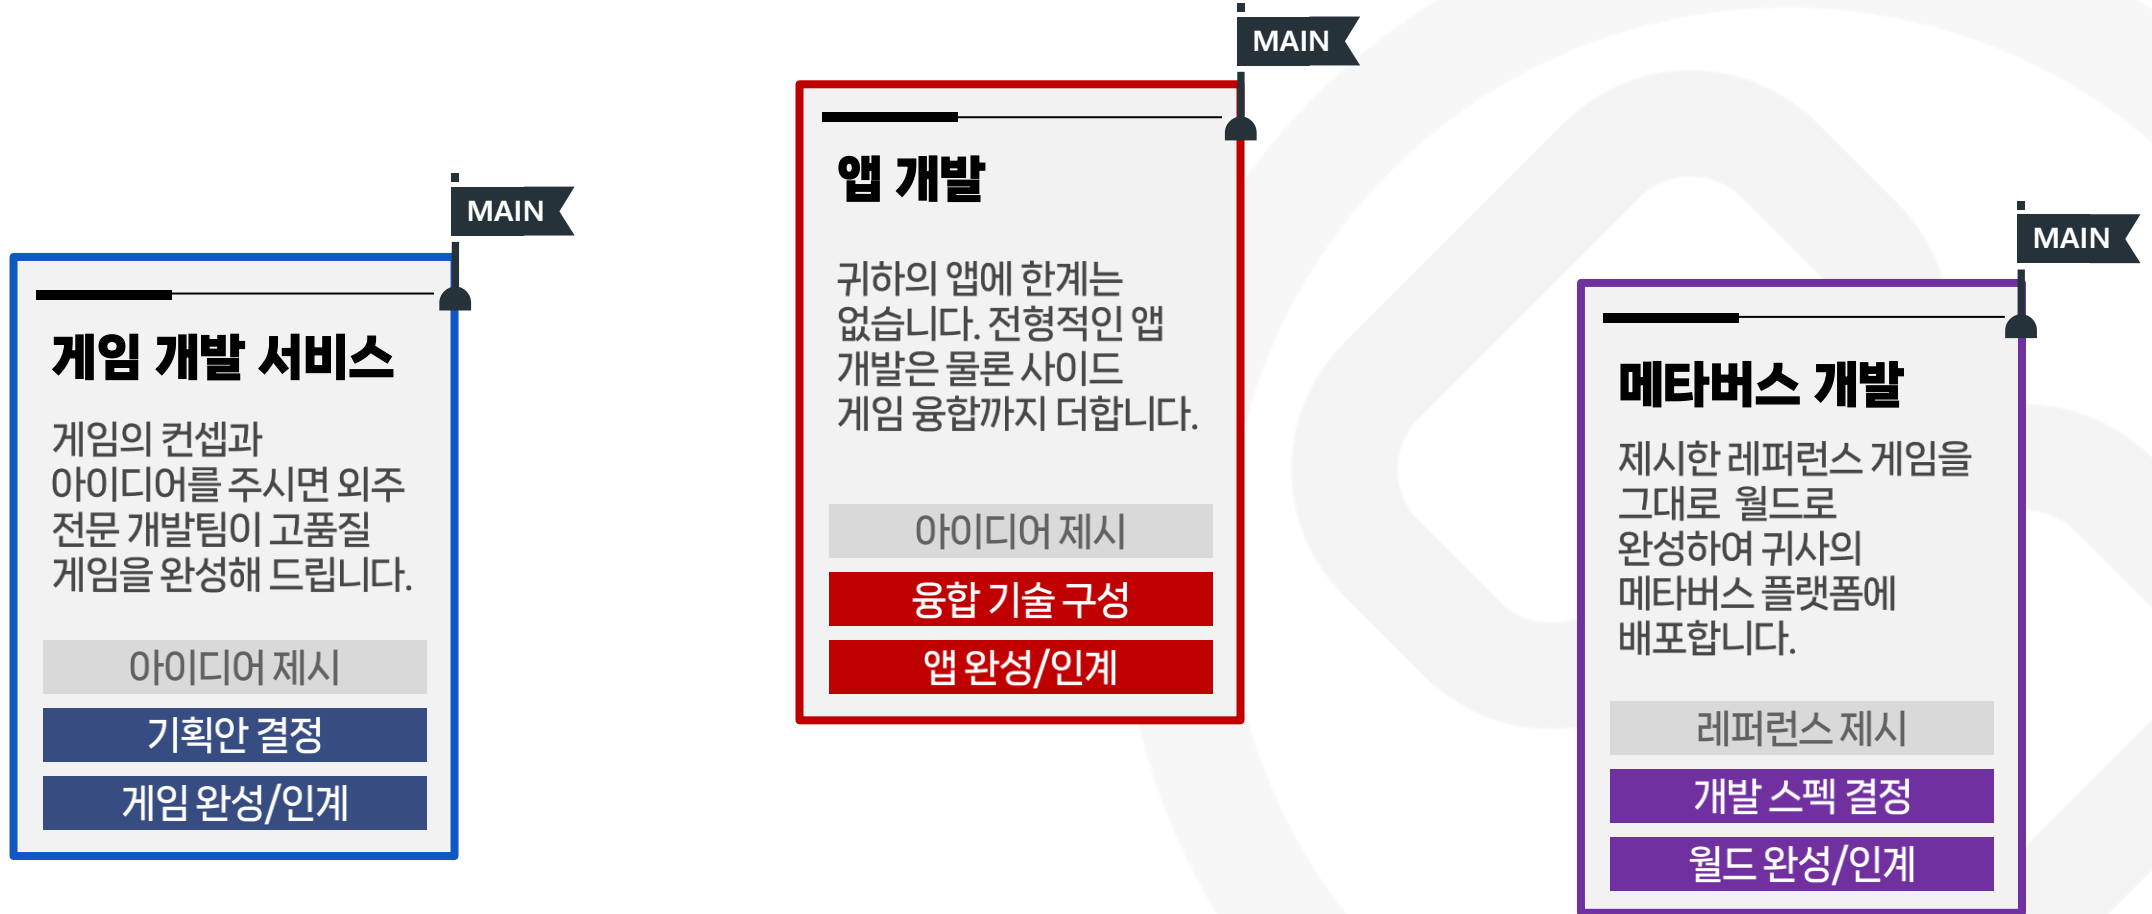 MAIN
게임 개발 서비스
게임의 컨셉과
아이디어를 주시면 외주
전문 개발팀이 고품질
게임을 완성해 드립니다.
아이디어 제시
기획안 결정
게임 완성/인계
MAIN
앱 개발
귀하의 앱에 한계는
없습니다. 전형적인 앱
개발은 물론 사이드
게임 융합까지 더합니다.
아이디어 제시
융합 기술 구성
앱 완성/인계
MAIN
메타버스 개발
제시한 레퍼런스 게임을
그대로 월드로
완성하여 귀사의
메타버스 플랫폼에
배포합니다.
레퍼런스 제시
개발 스펙 결정
월드 완성/인계